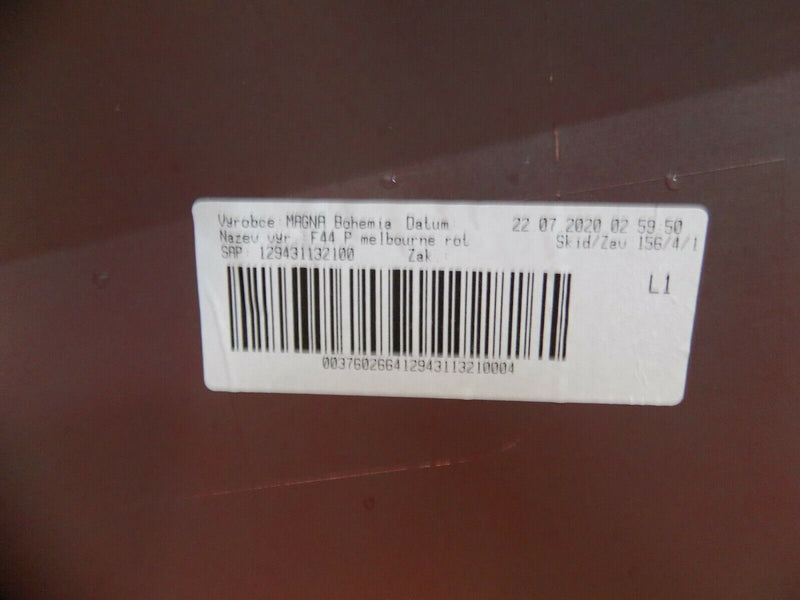 Vyrobce: MAGNA Bohemia Datum: 22.07.2020 02:59:50
Nazev vyr.: F44 P melbourne rot Skid/Zav 156/4/1
SAP: 129431132100 Zak.:
L1
003760266412943113210004